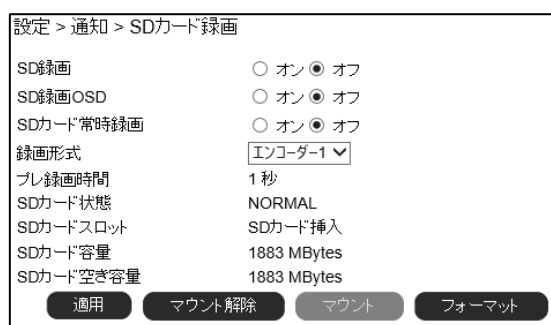 設定 > 通知 > SDカード録画
SD録画 オン オフ
SD録画OSD オン オフ
SDカード常時録画 オン オフ
録画形式 エンコーダー1
プレ録画時間 1 秒
SDカード状態 NORMAL
SDカードスロット SDカード挿入
SDカード容量 1883 MBytes
SDカード空き容量 1883 MBytes
適用 マウント解除 マウント フォーマット